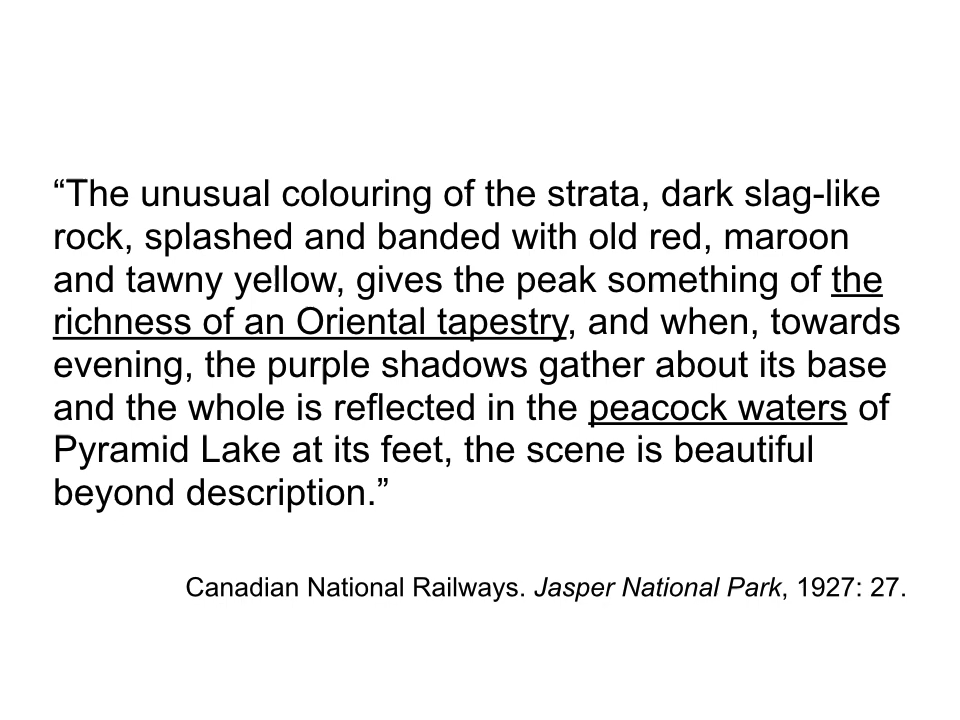 “The unusual colouring of the strata, dark slag-like
rock, splashed and banded with old red, maroon
and tawny yellow, gives the peak something of the
richness of an Oriental tapestry, and when, towards
evening, the purple shadows gather about its base
and the whole is reflected in the peacock waters of
Pyramid Lake at its feet, the scene is beautiful
beyond description.”
Canadian National Railways. Jasper National Park, 1927: 27.